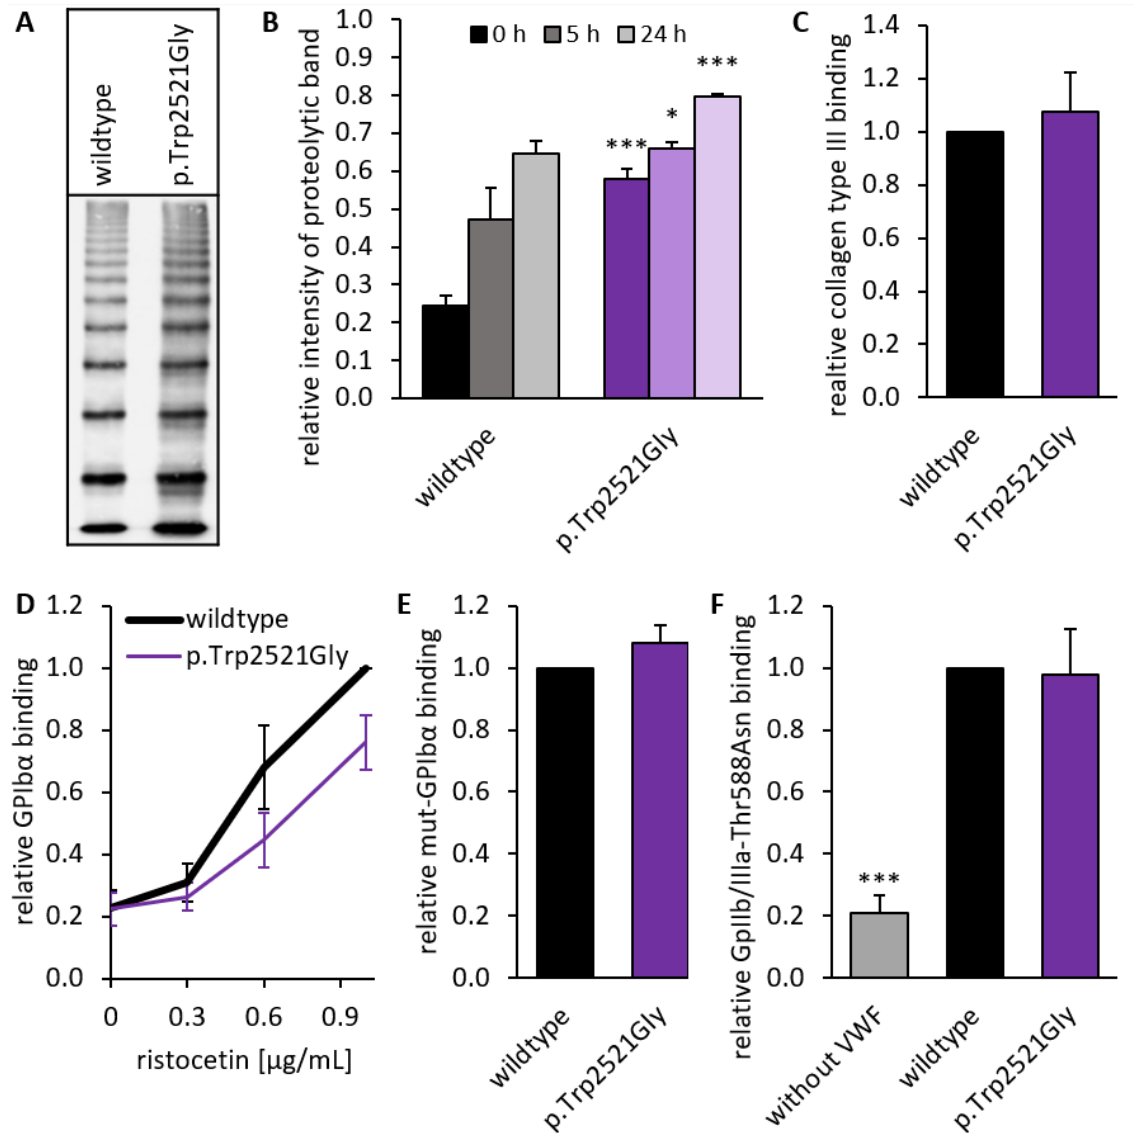 A
wildtype
p.Trp2521Gly
B
relative intensity of proteolytic band
1.0
0.9
0.8
0.7
0.6
0.5
0.4
0.3
0.2
0.1
0.0
0 h 5 h 24 h
***
*
***
wildtype
p.Trp2521Gly
C
realtive collagen type III binding
1.4
1.2
1.0
0.8
0.6
0.4
0.2
0.0
wildtype
p.Trp2521Gly
D
relative GPIbα binding
1.2
1.0
0.8
0.6
0.4
0.2
0.0
wildtype
p.Trp2521Gly
0 0.3 0.6 0.9
ristocetin [µg/mL]
E
relative mut-GPIbα binding
1.2
1.0
0.8
0.6
0.4
0.2
0.0
wildtype
p.Trp2521Gly
F
relative GpIIb/IIIa-Thr588Asn binding
1.2
1.0
0.8
0.6
0.4
0.2
0.0
***
without VWF
wildtype
p.Trp2521Gly